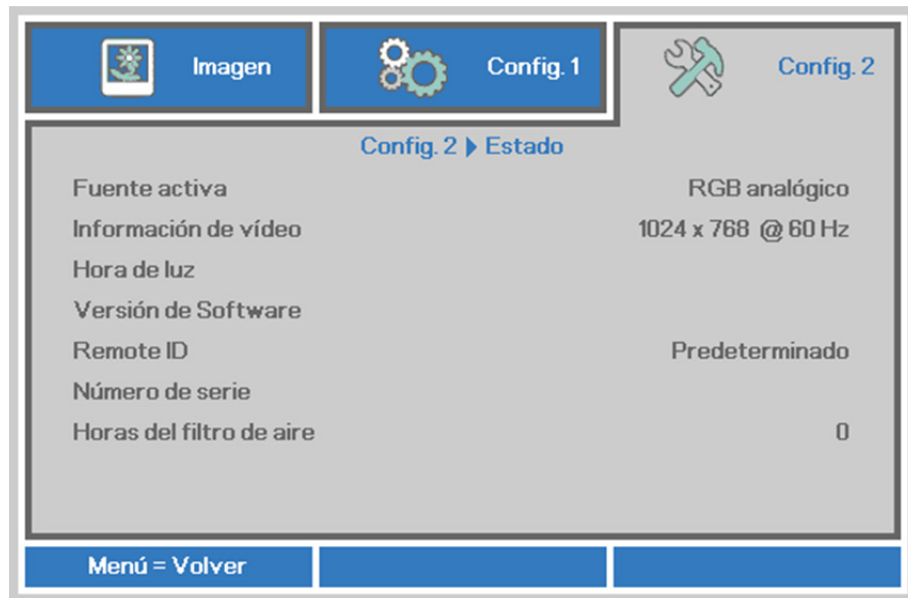 Imagen
Config. 1
Config. 2
Config. 2 ▶ Estado
Fuente activa RGB analógico
Información de vídeo 1024 x 768 @ 60 Hz
Hora de luz
Versión de Software
Remote ID Predeterminado
Número de serie
Horas del filtro de aire 0
Menú = Volver